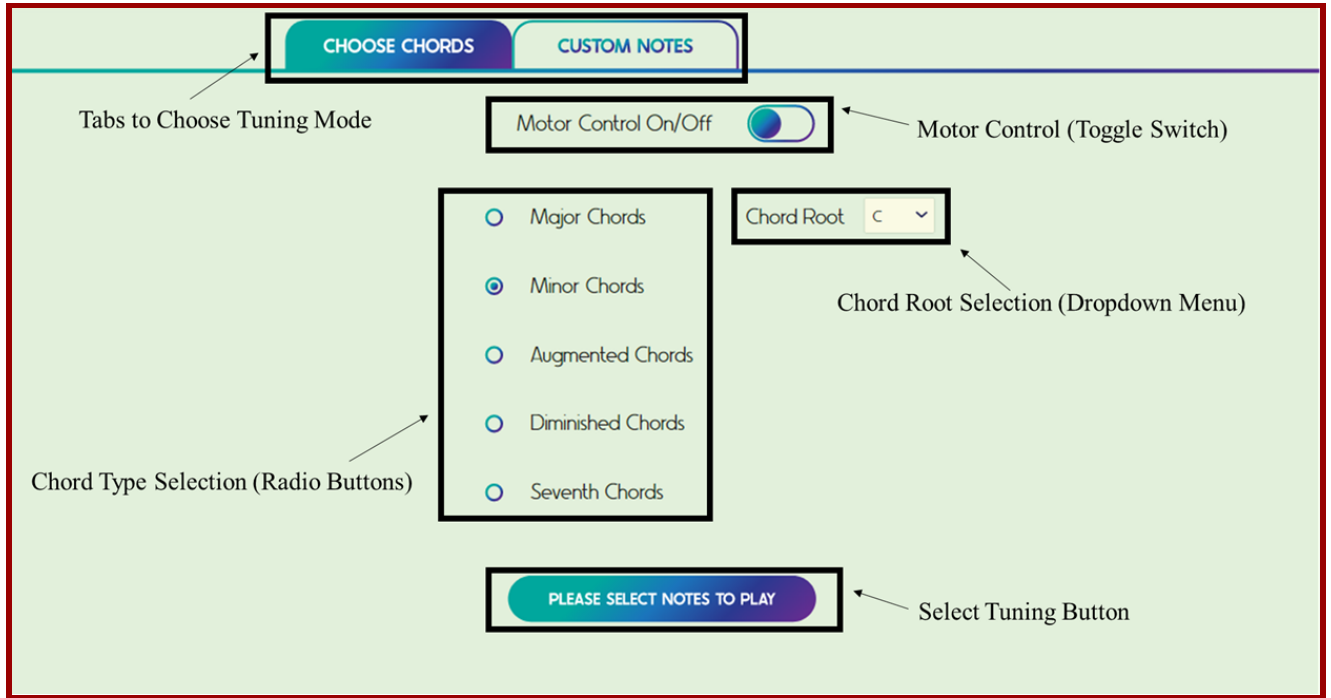 CHOOSE CHORDS
CUSTOM NOTES
Tabs to Choose Tuning Mode
Motor Control On/Off
Motor Control (Toggle Switch)
Major Chords
Chord Root
C
Minor Chords
Chord Root Selection (Dropdown Menu)
Augmented Chords
Diminished Chords
Chord Type Selection (Radio Buttons)
Seventh Chords
PLEASE SELECT NOTES TO PLAY
Select Tuning Button